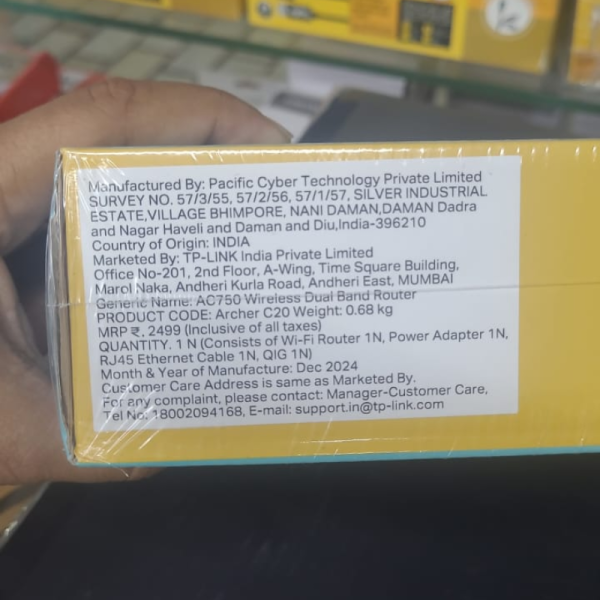 Manufactured By: Pacific Cyber Technology Private Limited
SURVEY NO. 57/3/55, 57/2/56, 57/1/57, SILVER INDUSTRIAL
ESTATE,VILLAGE BHIMPORE, NANI DAMAN,DAMAN Dadra
and Nagar Haveli and Daman and Diu,India-396210
Country of Origin: INDIA
Marketed By: TP-LINK India Private Limited
Office No-201, 2nd Floor, A-Wing, Time Square Building,
Marol Naka, Andheri Kurla Road, Andheri East, MUMBAI
Generic Name: AC750 Wireless Dual Band Router
PRODUCT CODE: Archer C20 Weight: 0.68 kg
MRP ₹. 2499 (Inclusive of all taxes)
QUANTITY. 1 N (Consists of Wi-Fi Router 1N, Power Adapter 1N,
RJ45 Ethernet Cable 1N, QIG 1N)
Month & Year of Manufacture: Dec 2024
Customer Care Address is same as Marketed By.
For any complaint, please contact: Manager-Customer Care,
Tel No: 18002094168, E-mail: support.in@tp-link.com